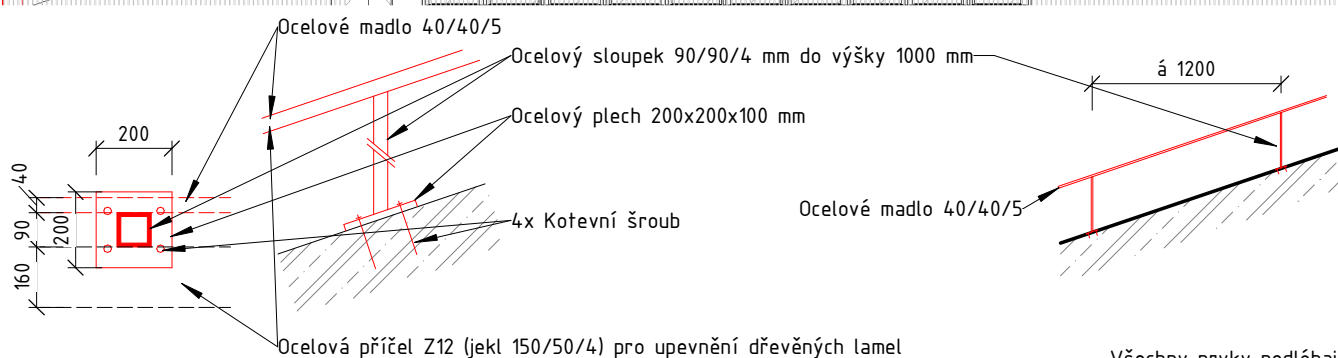 Ocelové madlo 40/40/5
Ocelový sloupek 90/90/4 mm do výšky 1000 mm
á 1200
Ocelový plech 200x200x100 mm
200
40
90
200
160
4x Kotevní šroub
Ocelové madlo 40/40/5
Ocelová příčel Z12 (jekl 150/50/4) pro upevnění dřevěných lamel